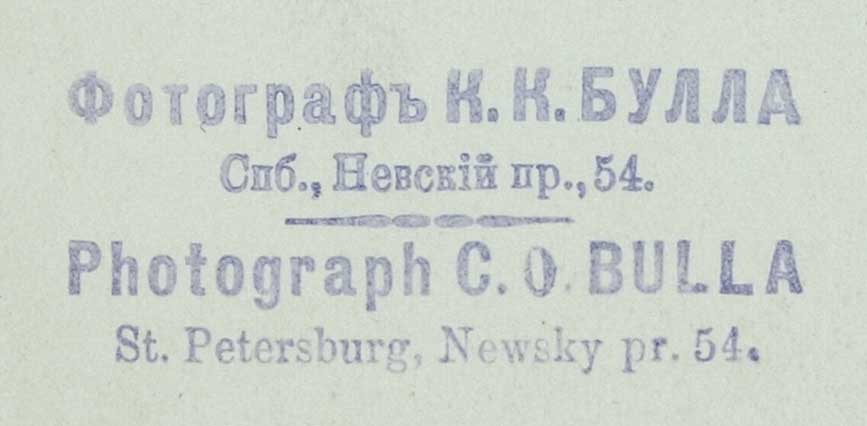 Фотографъ К. К. БУЛЛА
Спб., Невскій пр., 54.
Photograph C. O. BULLA
St. Petersburg, Newsky pr. 54.